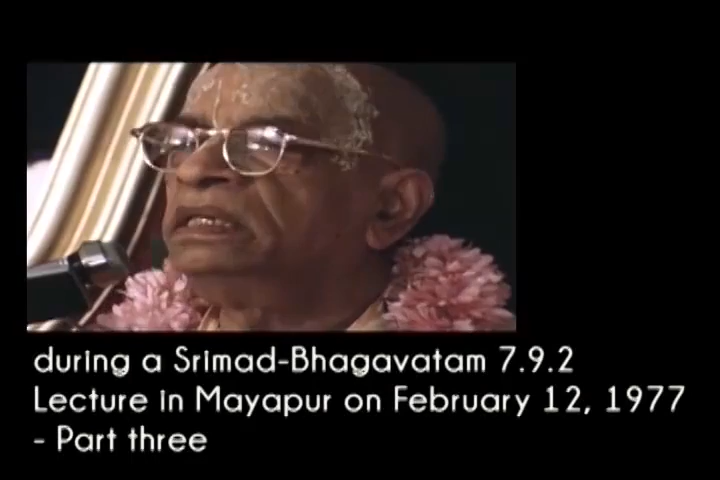 during a Srimad-Bhagavatam 7.9.2
Lecture in Mayapur on February 12, 1977
- Part three